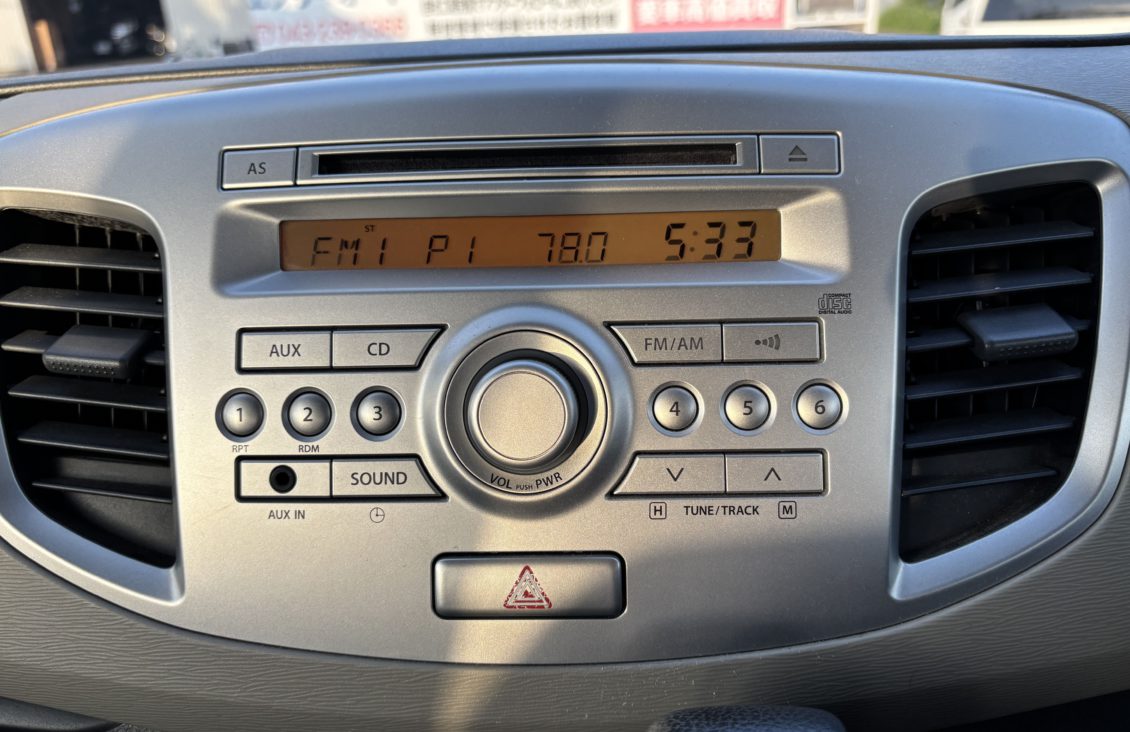 AS
ST
FM1 P1 78.0 5:33
COMPACT
disc
DIGITAL AUDIO
AUX CD FM/AM
1 2 3 4 5 6
RPT RDM
SOUND
VOL PUSH PWR
AUX IN H TUNE/TRACK M